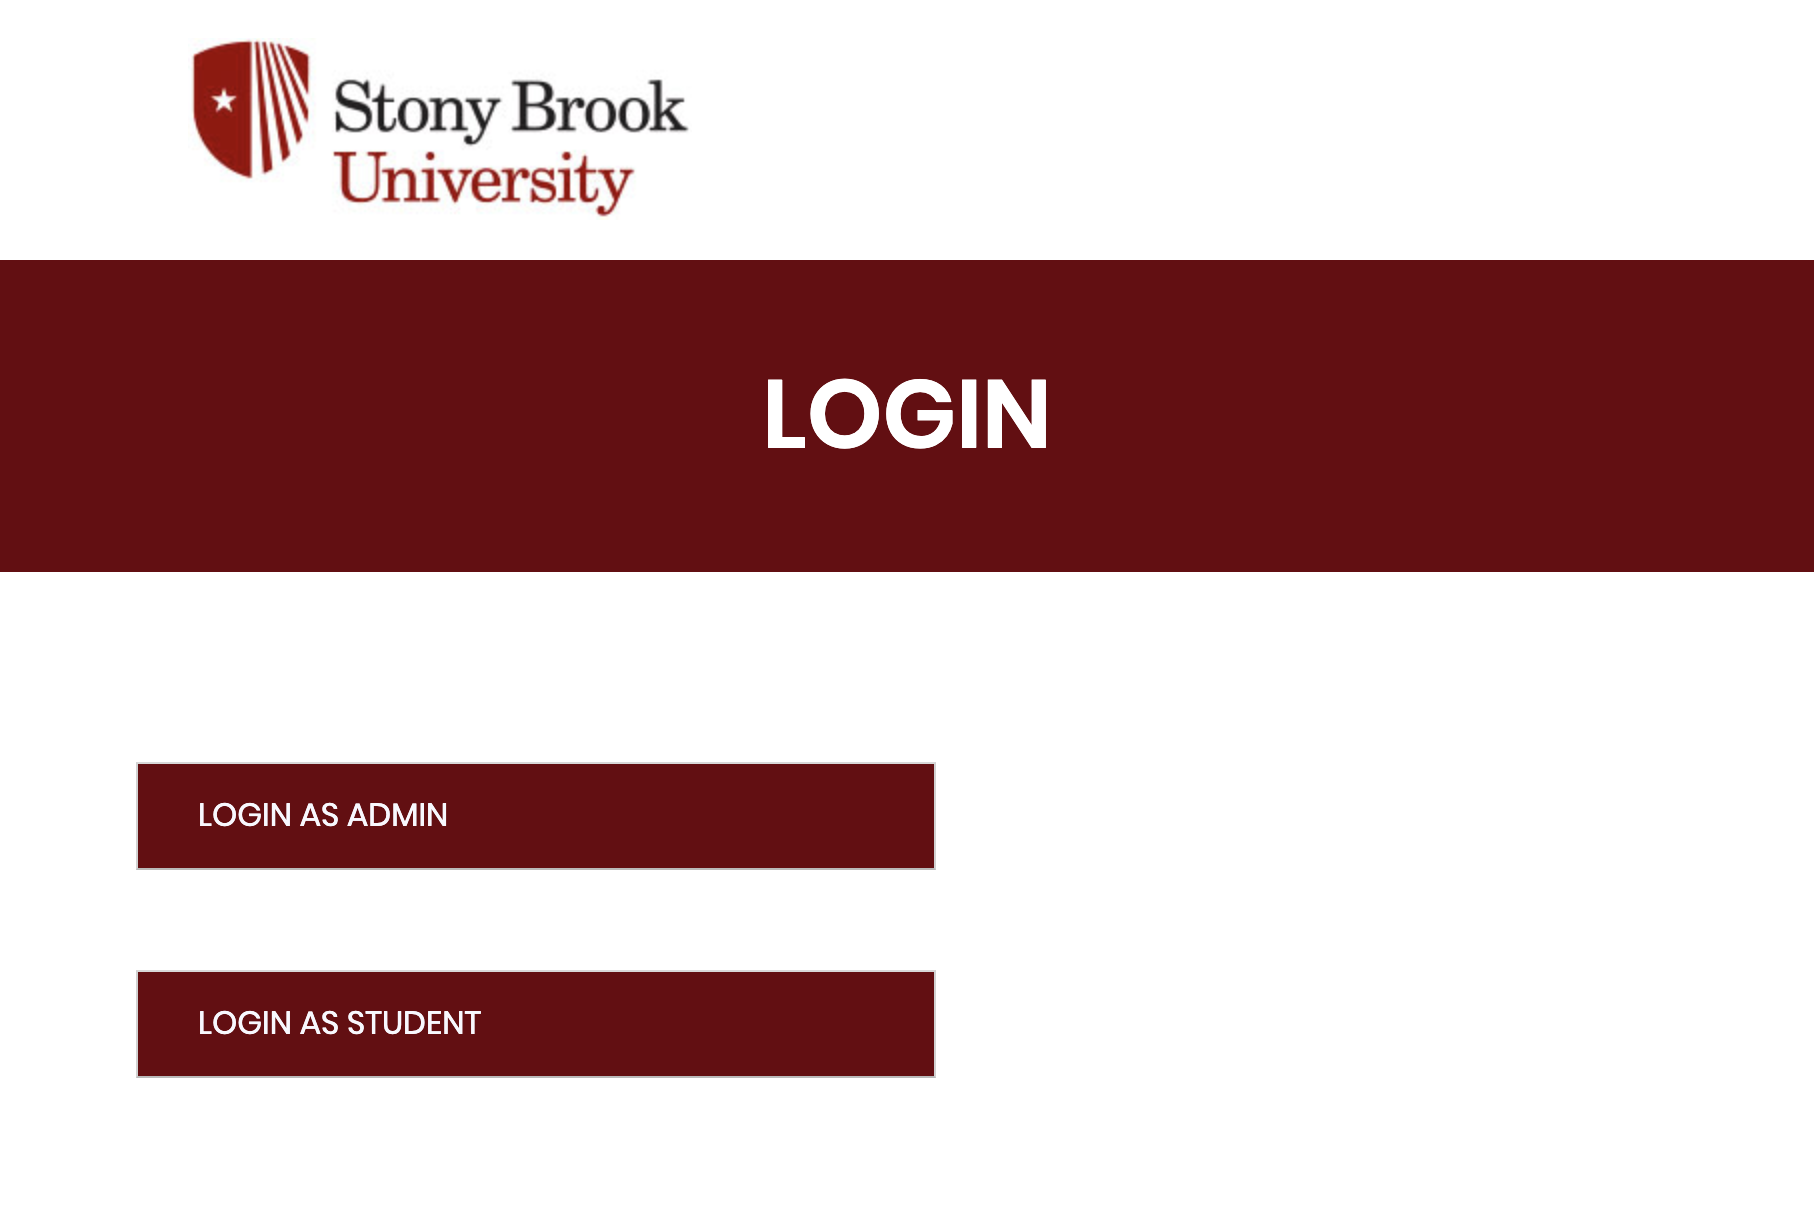 Stony Brook
University
LOGIN
LOGIN AS ADMIN
LOGIN AS STUDENT